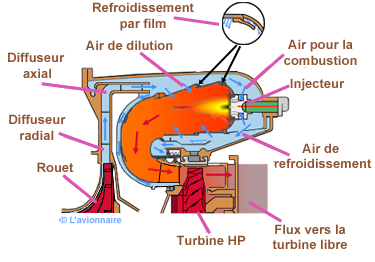 Refroidissement
par film
Air de dilution
Air pour la
combustion
Diffuseur
axial
Injecteur
Diffuseur
radial
Air de
refroidissement
Rouet
© L'avionnaire
Turbine HP
Flux vers la
turbine libre